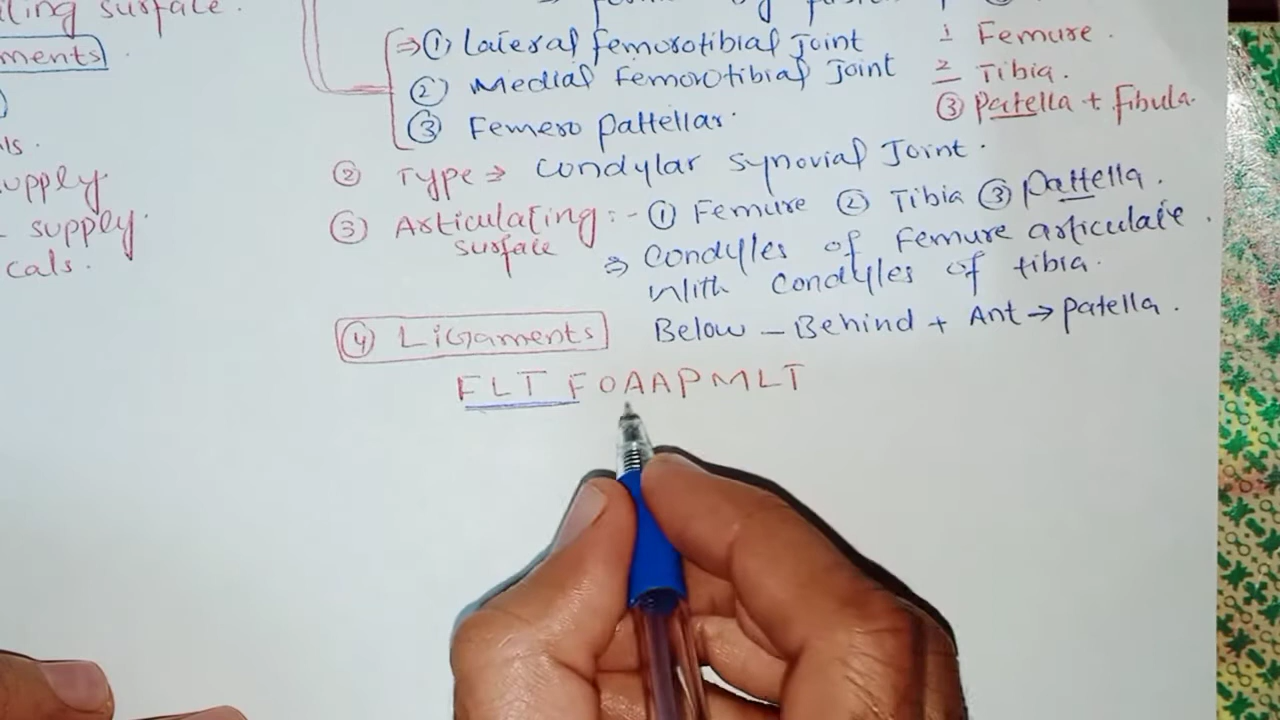 ling surface.
ments
ls.
upply
supply.
cals.
⇒① Lateral femorotibial Joint
② Medial Femorotibial Joint
③ Femero pattellar.
1 Femure.
2 Tibia.
③ Patella + fibula.
② Type ⇒ Condylar synovial Joint.
③ Articulating :- ① Femure ② Tibia ③ Pattella.
surface
⇒ Condyles of Femure articulate
With Condyles of tibia.
Below - Behind + Ant → patella.
④ Ligaments
FLT FOAAPMLT